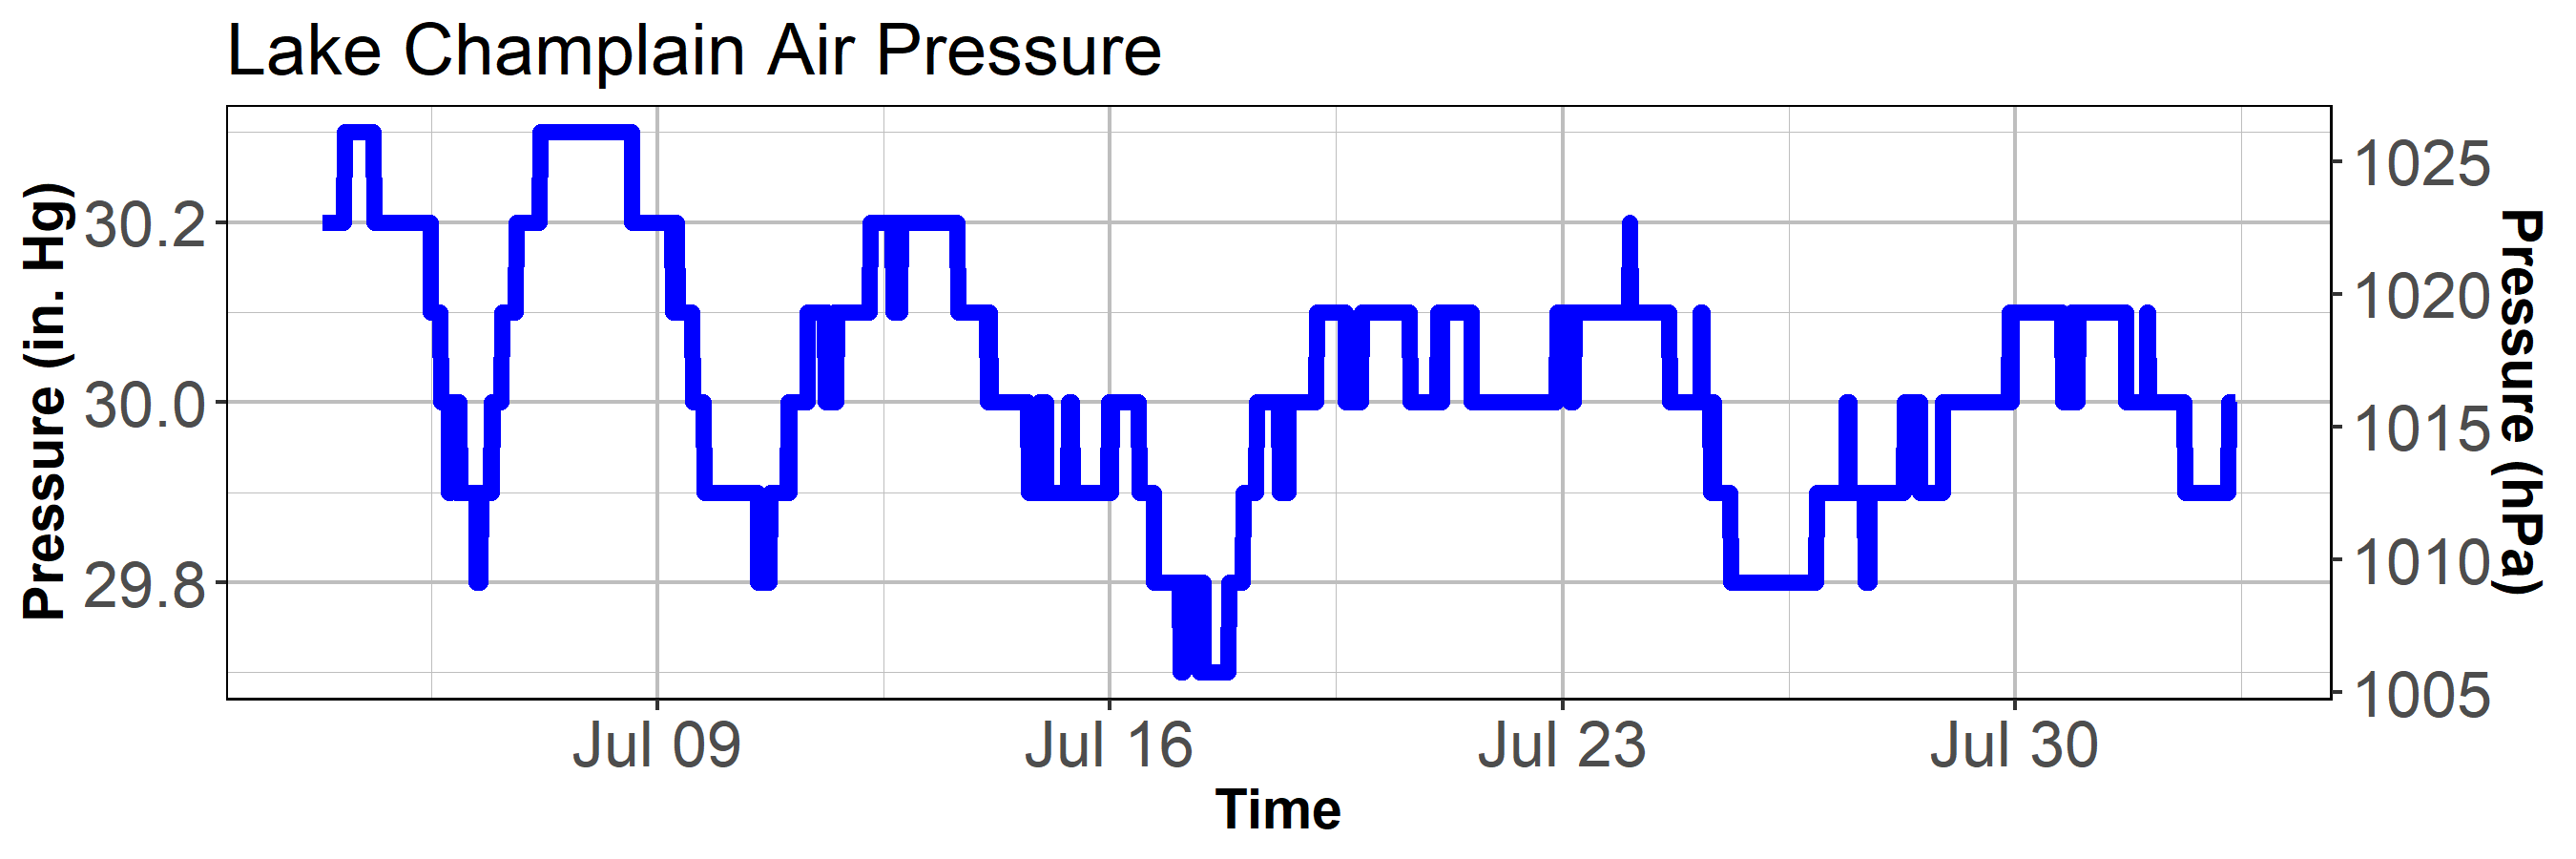 Lake Champlain Air Pressure
Pressure (in. Hg)
30.2
30.0
29.8
1025
1020
1015
1010
1005
Pressure (hPa)
Jul 09
Jul 16
Jul 23
Jul 30
Time